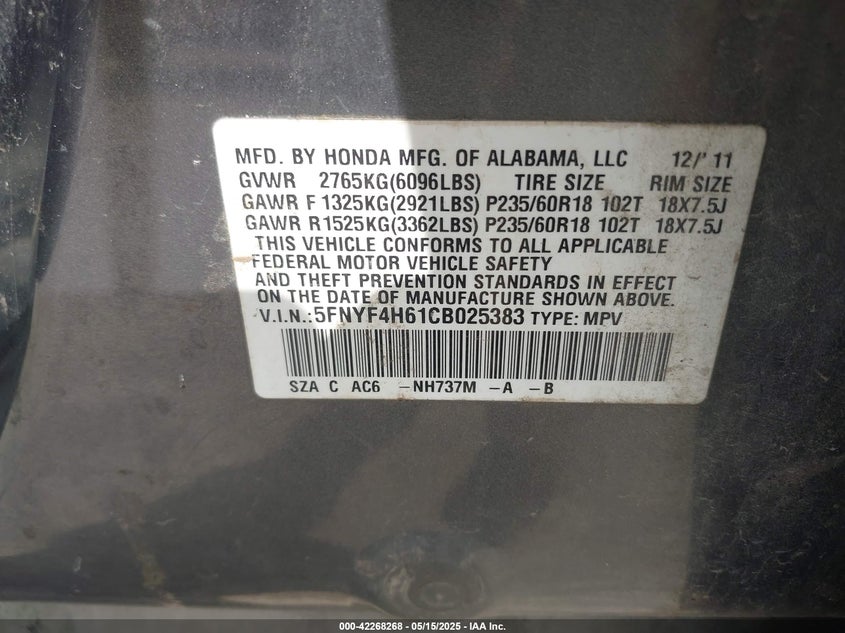 MFD. BY HONDA MFG. OF ALABAMA, LLC 12/'11
GVWR 2765KG(6096LBS) TIRE SIZE RIM SIZE
GAWR F 1325KG(2921LBS) P235/60R18 102T 18X7.5J
GAWR R1525KG(3362LBS) P235/60R18 102T 18X7.5J
THIS VEHICLE CONFORMS TO ALL APPLICABLE
FEDERAL MOTOR VEHICLE SAFETY
AND THEFT PREVENTION STANDARDS IN EFFECT
ON THE DATE OF MANUFACTURE SHOWN ABOVE.
V.I.N.:5FNYF4H61CB025383 TYPE: MPV
SZA C AC6 -NH737M -A -B
000-42268268 - 05/15/2025 - IAA Inc.